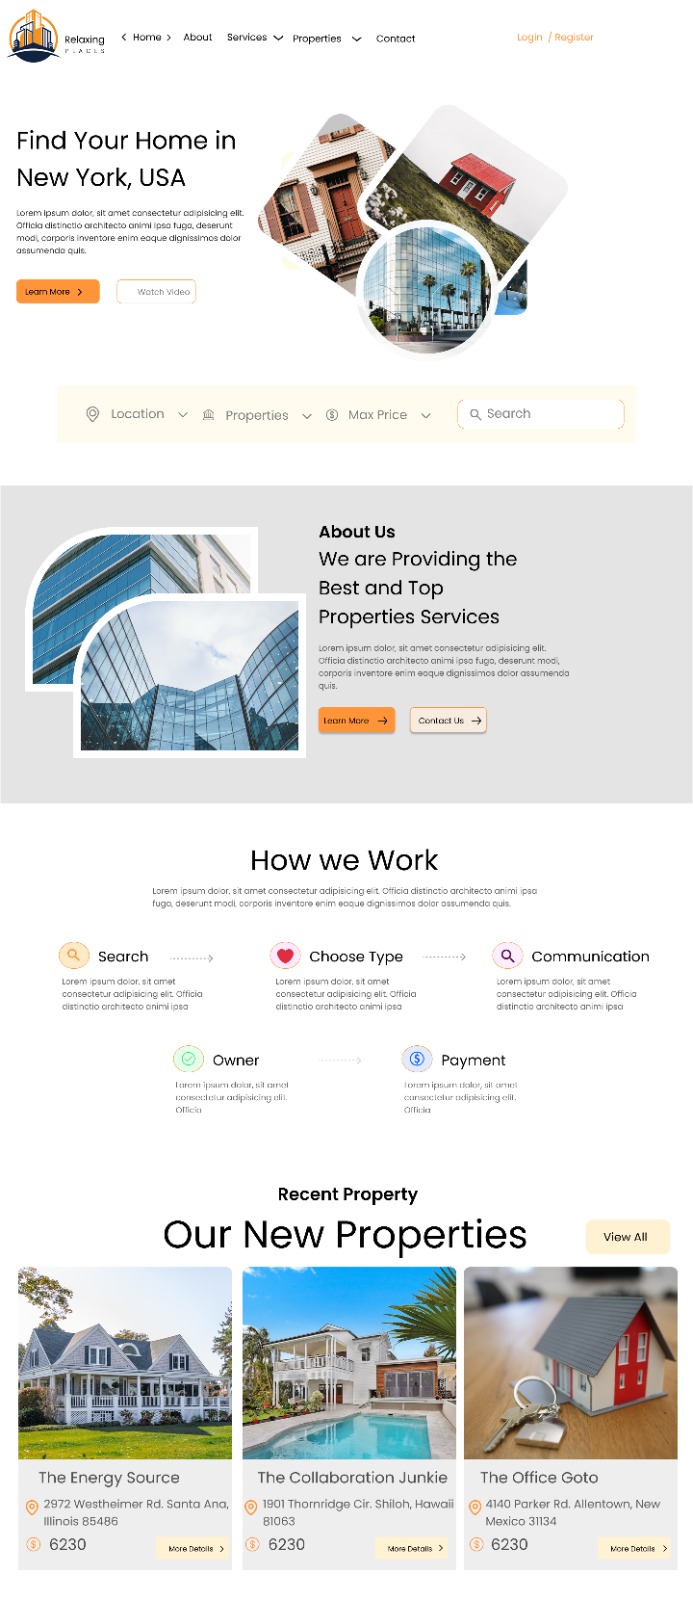 Relaxing
PLACES
Home
About
Services
Properties
Contact
Login / Register
Find Your Home in
New York, USA
Lorem ipsum dolor, sit amet consectetur adipisicing elit.
Officia distinctio architecto animi ipsa fuga, deserunt
modi, corporis inventore enim eaque dignissimos dolor
assumenda quis.
Learn More
Watch Video
Location
Properties
Max Price
Search
About Us
We are Providing the
Best and Top
Properties Services
Lorem ipsum dolor, sit amet consectetur adipisicing elit.
Officia distinctio architecto animi ipsa fuga, deserunt modi,
corporis inventore enim eaque dignissimos dolor assumenda
quis.
Learn More
Contact Us
How we Work
Lorem ipsum dolor, sit amet consectetur adipisicing elit. Officia distinctio architecto animi ipsa
fuga, deserunt modi, corporis inventore enim eaque dignissimos dolor assumenda quis.
Search
Lorem ipsum dolor, sit amet
consectetur adipisicing elit. Officia
distinctio architecto animi ipsa
Choose Type
Lorem ipsum dolor, sit amet
consectetur adipisicing elit. Officia
distinctio architecto animi ipsa
Communication
Lorem ipsum dolor, sit amet
consectetur adipisicing elit. Officia
distinctio architecto animi ipsa
Owner
Lorem ipsum dolor, sit amet
consectetur adipisicing elit.
Officia
Payment
Lorem ipsum dolor, sit amet
consectetur adipisicing elit.
Officia
Recent Property
Our New Properties
View All
The Energy Source
2972 Westheimer Rd. Santa Ana,
Illinois 85486
6230
More Details
The Collaboration Junkie
1901 Thornridge Cir. Shiloh, Hawaii
81063
6230
More Details
The Office Goto
4140 Parker Rd. Allentown, New
Mexico 31134
6230
More Details